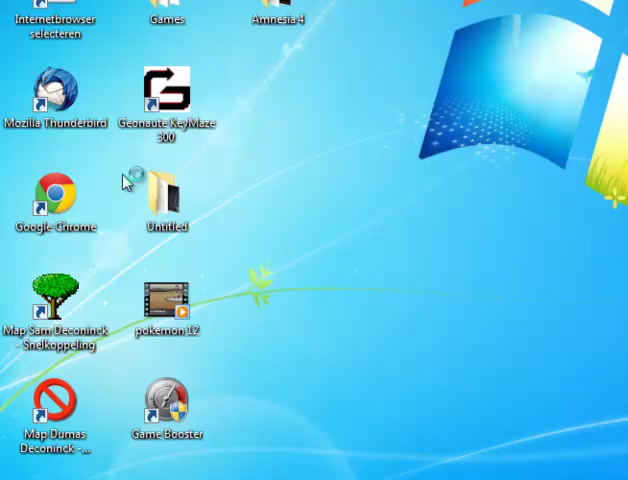 Internetbrowser
selecteren
Games
Amnesia 4
Mozilla Thunderbird
Geonaute KeyMaze
300
Google Chrome
Untitled
Map Sam Deconinck
- Snelkoppeling
pokemon 12
Map Dumas
Deconinck -...
Game Booster